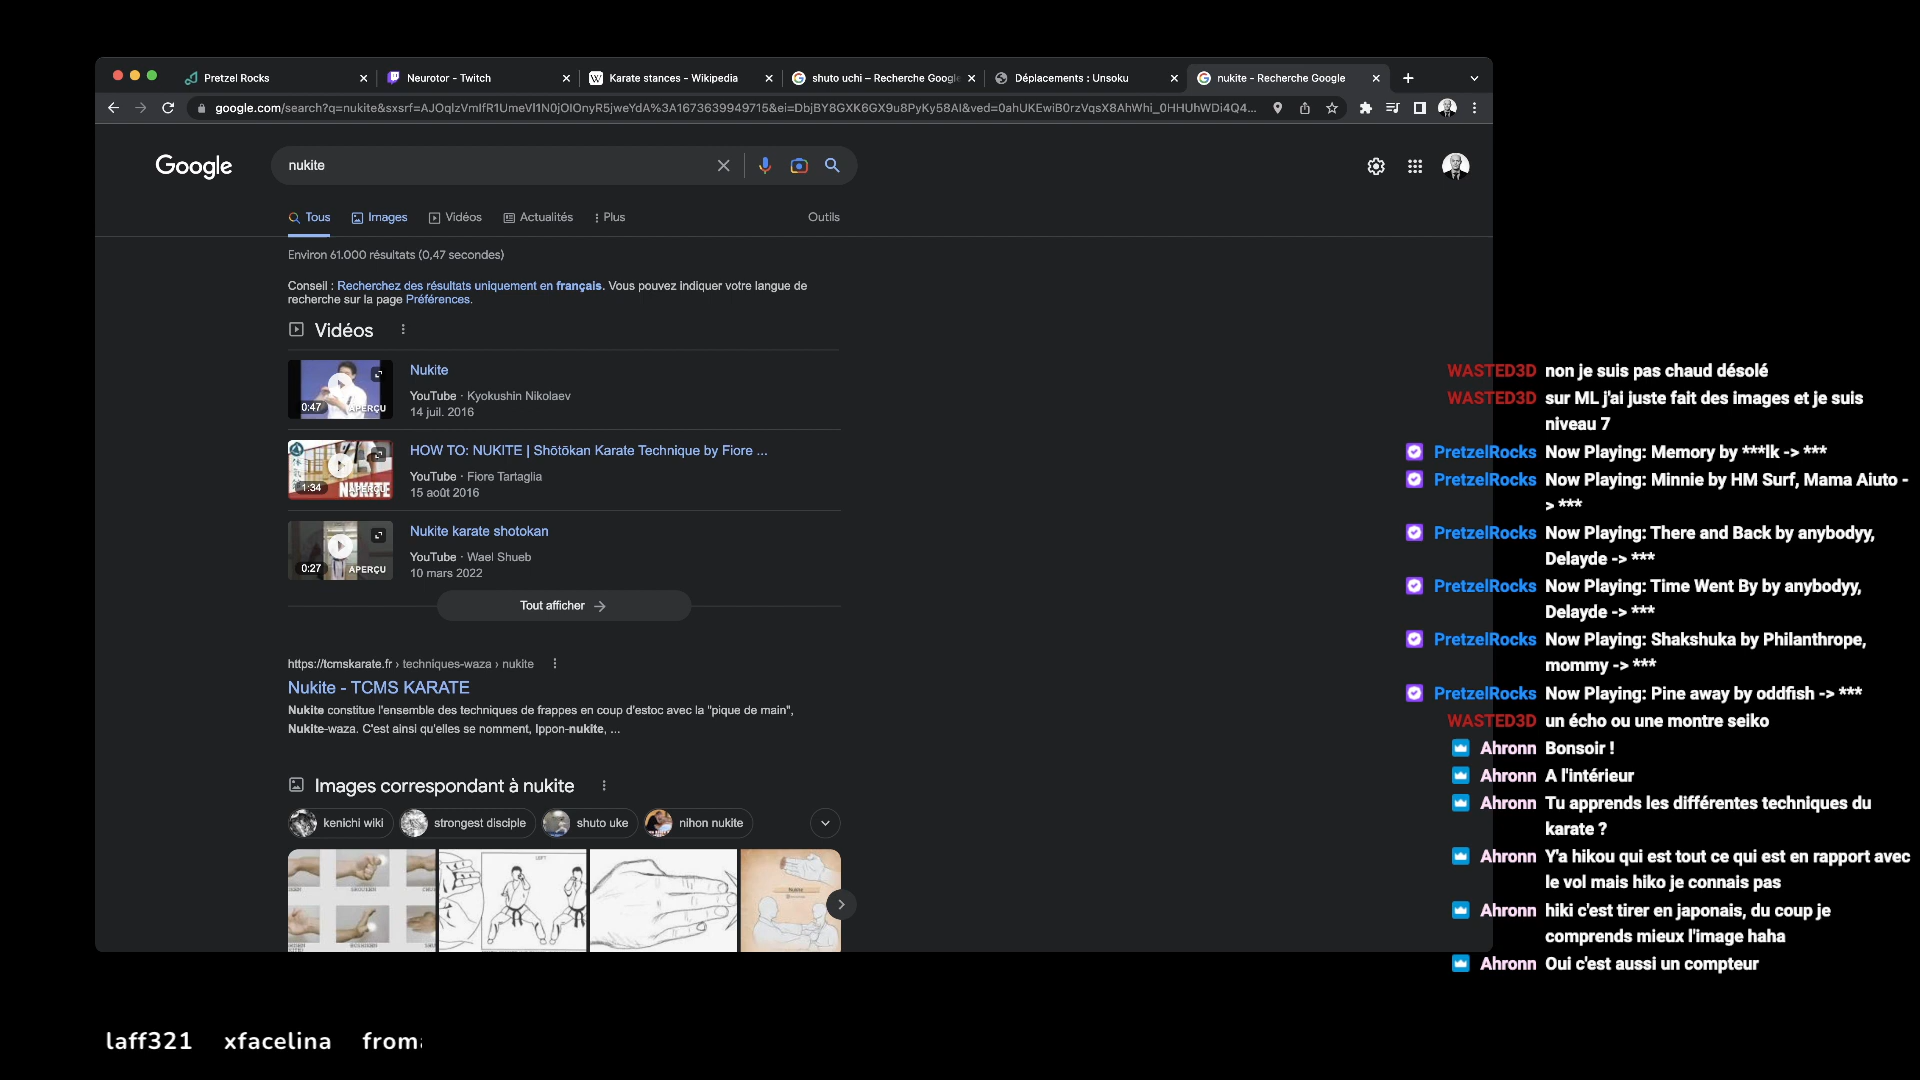 Pretzel Rocks
Neurotor - Twitch
Karate stances - Wikipedia
shuto uchi – Recherche Google
Déplacements : Unsoku
nukite - Recherche Google
google.com/search?q=nukite&sxsrf=AJOqlzVmIfR1UmeVI1N0jOIOnyR5jweYdA%3A1673639949715&ei=DbjBY8GXK6GX9u8PyKy58AI&ved=0ahUKEwiB0rzVqsX8AhWhi_0HHUhWDi4Q4...
Google
nukite
Tous
Images
Vidéos
Actualités
Plus
Outils
Environ 61.000 résultats (0,47 secondes)
Conseil : Recherchez des résultats uniquement en français. Vous pouvez indiquer votre langue de
recherche sur la page Préférences.
Vidéos
0:47 APERÇU
Nukite
YouTube · Kyokushin Nikolaev
14 juil. 2016
1:34 NUKITE
HOW TO: NUKITE | Shōtōkan Karate Technique by Fiore ...
YouTube · Fiore Tartaglia
15 août 2016
0:27 APERÇU
Nukite karate shotokan
YouTube · Wael Shueb
10 mars 2022
Tout afficher
https://tcmskarate.fr › techniques-waza › nukite
Nukite - TCMS KARATE
Nukite constitue l'ensemble des techniques de frappes en coup d'estoc avec la "pique de main",
Nukite-waza. C'est ainsi qu'elles se nomment, Ippon-nukite, ...
Images correspondant à nukite
kenichi wiki
strongest disciple
shuto uke
nihon nukite
LEFT
WASTED3D non je suis pas chaud désolé
WASTED3D sur ML j'ai juste fait des images et je suis
niveau 7
PretzelRocks Now Playing: Memory by ***lk -> ***
PretzelRocks Now Playing: Minnie by HM Surf, Mama Aiuto -
> ***
PretzelRocks Now Playing: There and Back by anybodyy,
Delayde -> ***
PretzelRocks Now Playing: Time Went By by anybodyy,
Delayde -> ***
PretzelRocks Now Playing: Shakshuka by Philanthrope,
mommy -> ***
PretzelRocks Now Playing: Pine away by oddfish -> ***
WASTED3D un écho ou une montre seiko
Ahronn Bonsoir !
Ahronn A l'intérieur
Ahronn Tu apprends les différentes techniques du
karate ?
Ahronn Y'a hikou qui est tout ce qui est en rapport avec
le vol mais hiko je connais pas
Ahronn hiki c'est tirer en japonais, du coup je
comprends mieux l'image haha
Ahronn Oui c'est aussi un compteur
laff321 xfacelina from